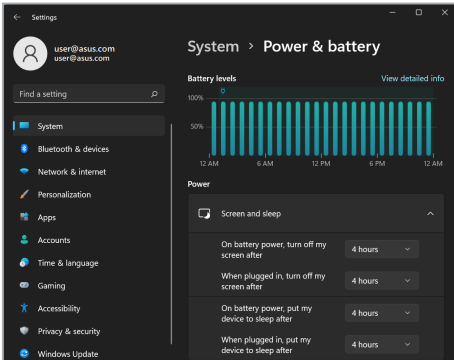 Settings
user@asus.com
user@asus.com
Find a setting
System
Bluetooth & devices
Network & internet
Personalization
Apps
Accounts
Time & language
Gaming
Accessibility
Privacy & security
Windows Update
System > Power & battery
Battery levels
View detailed info
100%
50%
12 AM 6 AM 12 PM 6 PM 12 AM
Power
Screen and sleep
On battery power, turn off my
screen after
4 hours
When plugged in, turn off my
screen after
4 hours
On battery power, put my
device to sleep after
4 hours
When plugged in, put my
device to sleep after
4 hours